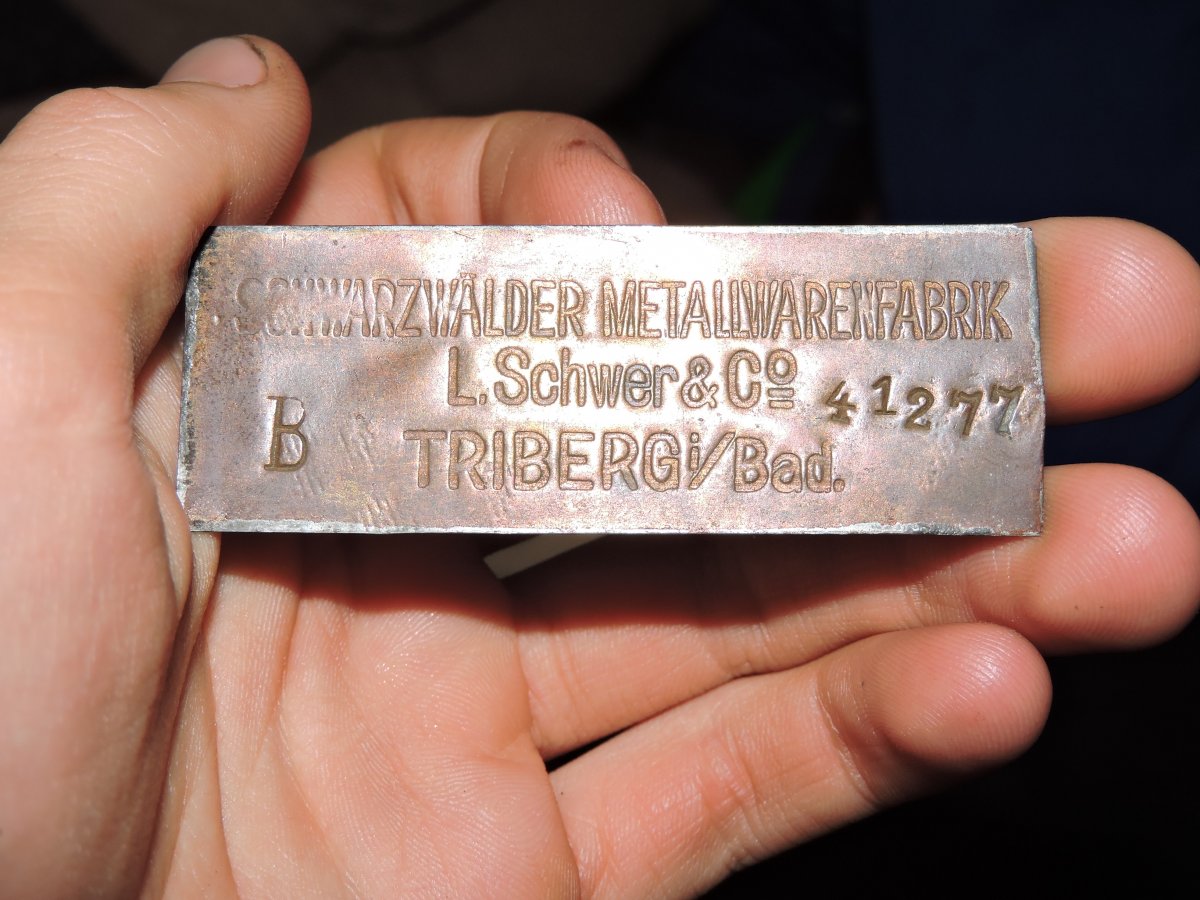 SCHWARZWÄLDER METALLWARENFABRIK
L. Schwer & Cº
41277
B
TRIBERG i/Bad.